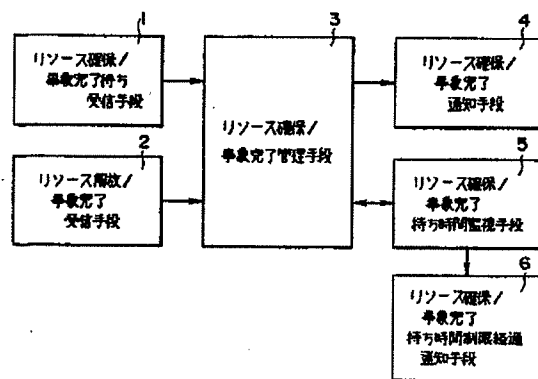 1
リソース確保/
事象完了待ち
受信手段
2
リソース解放/
事象完了
受信手段
3
リソース確保/
事象完了管理手段
4
リソース確保/
事象完了
通知手段
5
リソース確保/
事象完了
待ち時間監視手段
6
リソース確保/
事象完了
待ち時間制限経過
通知手段